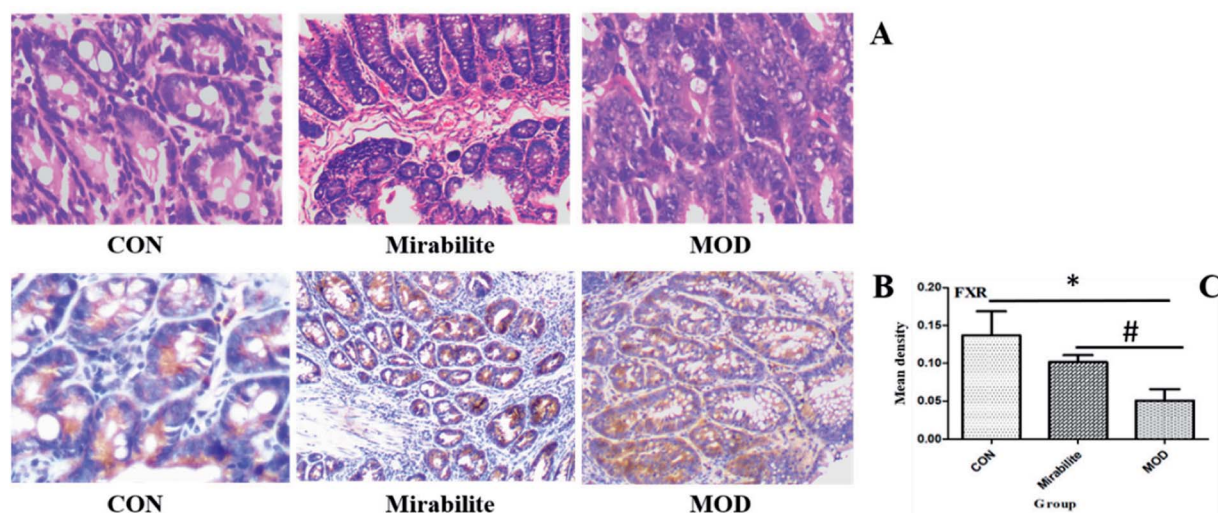 A
CON Mirabilite MOD
B
C
FXR
*
#
0.20
0.15
0.10
0.05
0.00
Mean density
CON
Mirabilite
MOD
Group
CON Mirabilite MOD